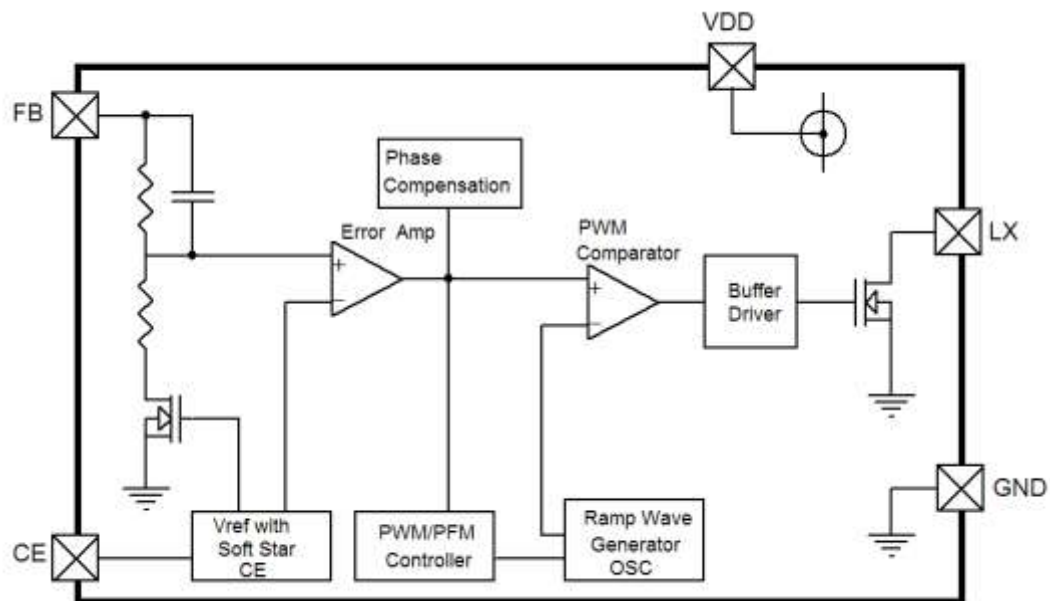 VDD
FB
Phase
Compensation
Error Amp
+
−
PWM
Comparator
+
−
Buffer
Driver
LX
GND
CE
Vref with
Soft Star
CE
PWM/PFM
Controller
Ramp Wave
Generator
OSC